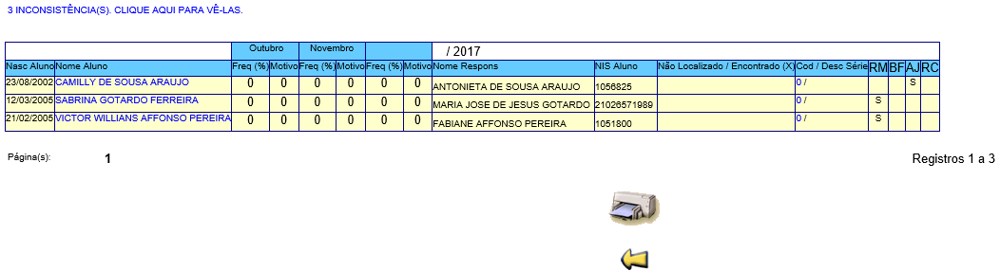 3 INCONSISTÊNCIA(S). CLIQUE AQUI PARA VÊ-LAS.
Outubro Novembro / 2017
Nasc Aluno Nome Aluno Freq (%) Motivo Freq (%) Motivo Freq (%) Motivo Nome Respons NIS Aluno Não Localizado / Encontrado (X) Cod / Desc Série RM BF AJ RC
23/08/2002 CAMILLY DE SOUSA ARAUJO 0 0 0 0 0 0 ANTONIETA DE SOUSA ARAUJO 1056825 0 / S
12/03/2005 SABRINA GOTARDO FERREIRA 0 0 0 0 0 0 MARIA JOSE DE JESUS GOTARDO 21026571989 0 / S
21/02/2005 VICTOR WILLIANS AFFONSO PEREIRA 0 0 0 0 0 0 FABIANE AFFONSO PEREIRA 1051800 0 / S
Página(s): 1 Registros 1 a 3